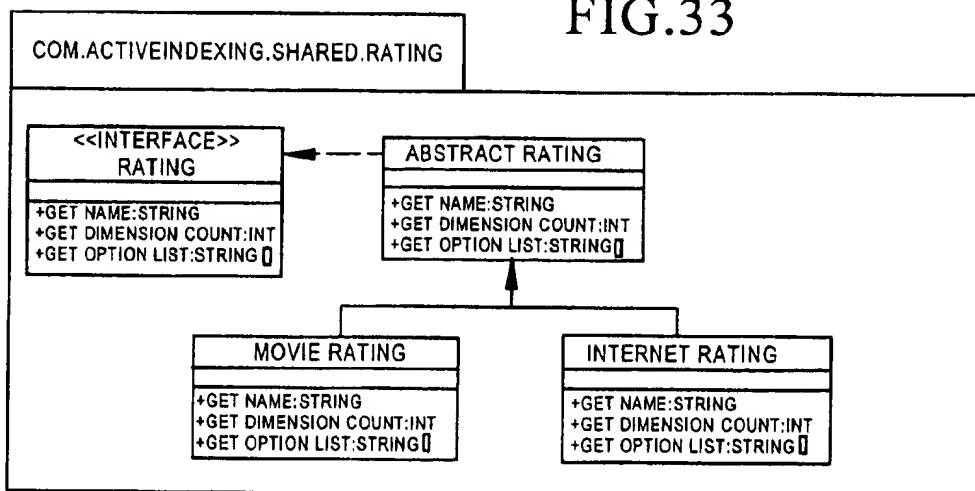 FIG.33
COM.ACTIVEINDEXING.SHARED.RATING
<<INTERFACE>>
RATING
+GET NAME:STRING
+GET DIMENSION COUNT:INT
+GET OPTION LIST:STRING[]
ABSTRACT RATING
+GET NAME:STRING
+GET DIMENSION COUNT:INT
+GET OPTION LIST:STRING[]
MOVIE RATING
+GET NAME:STRING
+GET DIMENSION COUNT:INT
+GET OPTION LIST:STRING[]
INTERNET RATING
+GET NAME:STRING
+GET DIMENSION COUNT:INT
+GET OPTION LIST:STRING[]